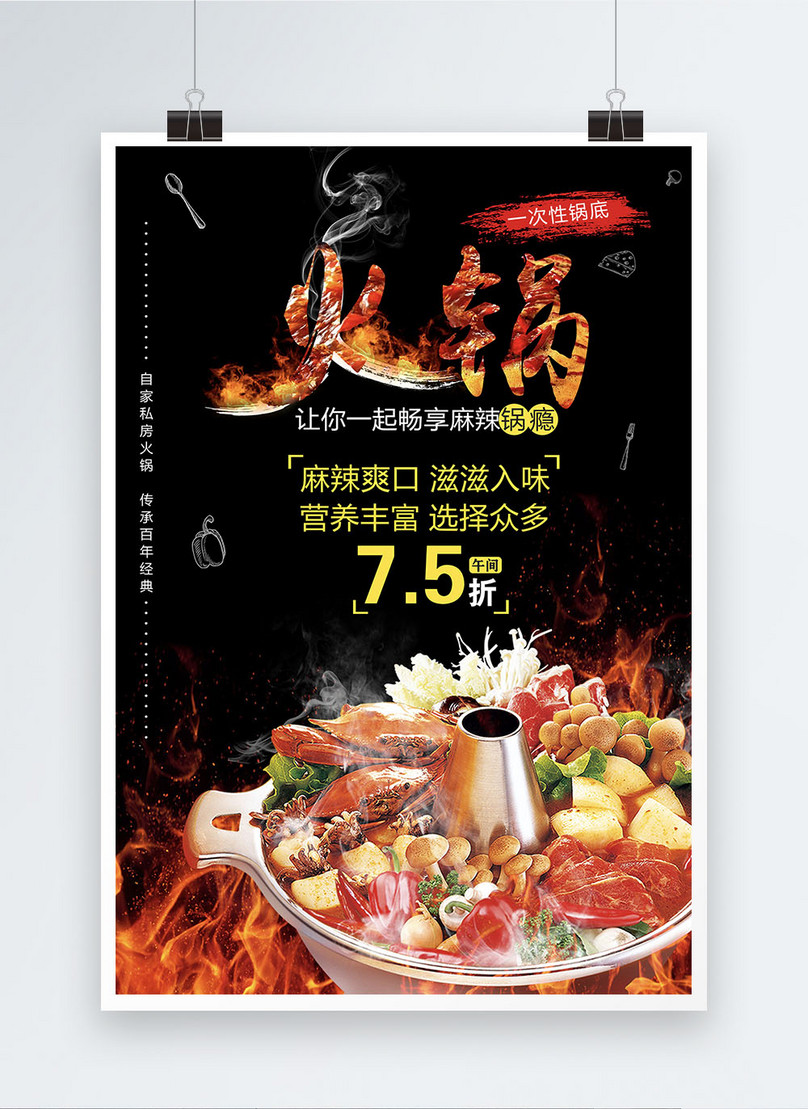 一次性锅底
火锅
让你一起畅享麻辣锅瘾
麻辣爽口 滋滋入味
营养丰富 选择众多
7.5午间折
自家私房火锅 传承百年经典